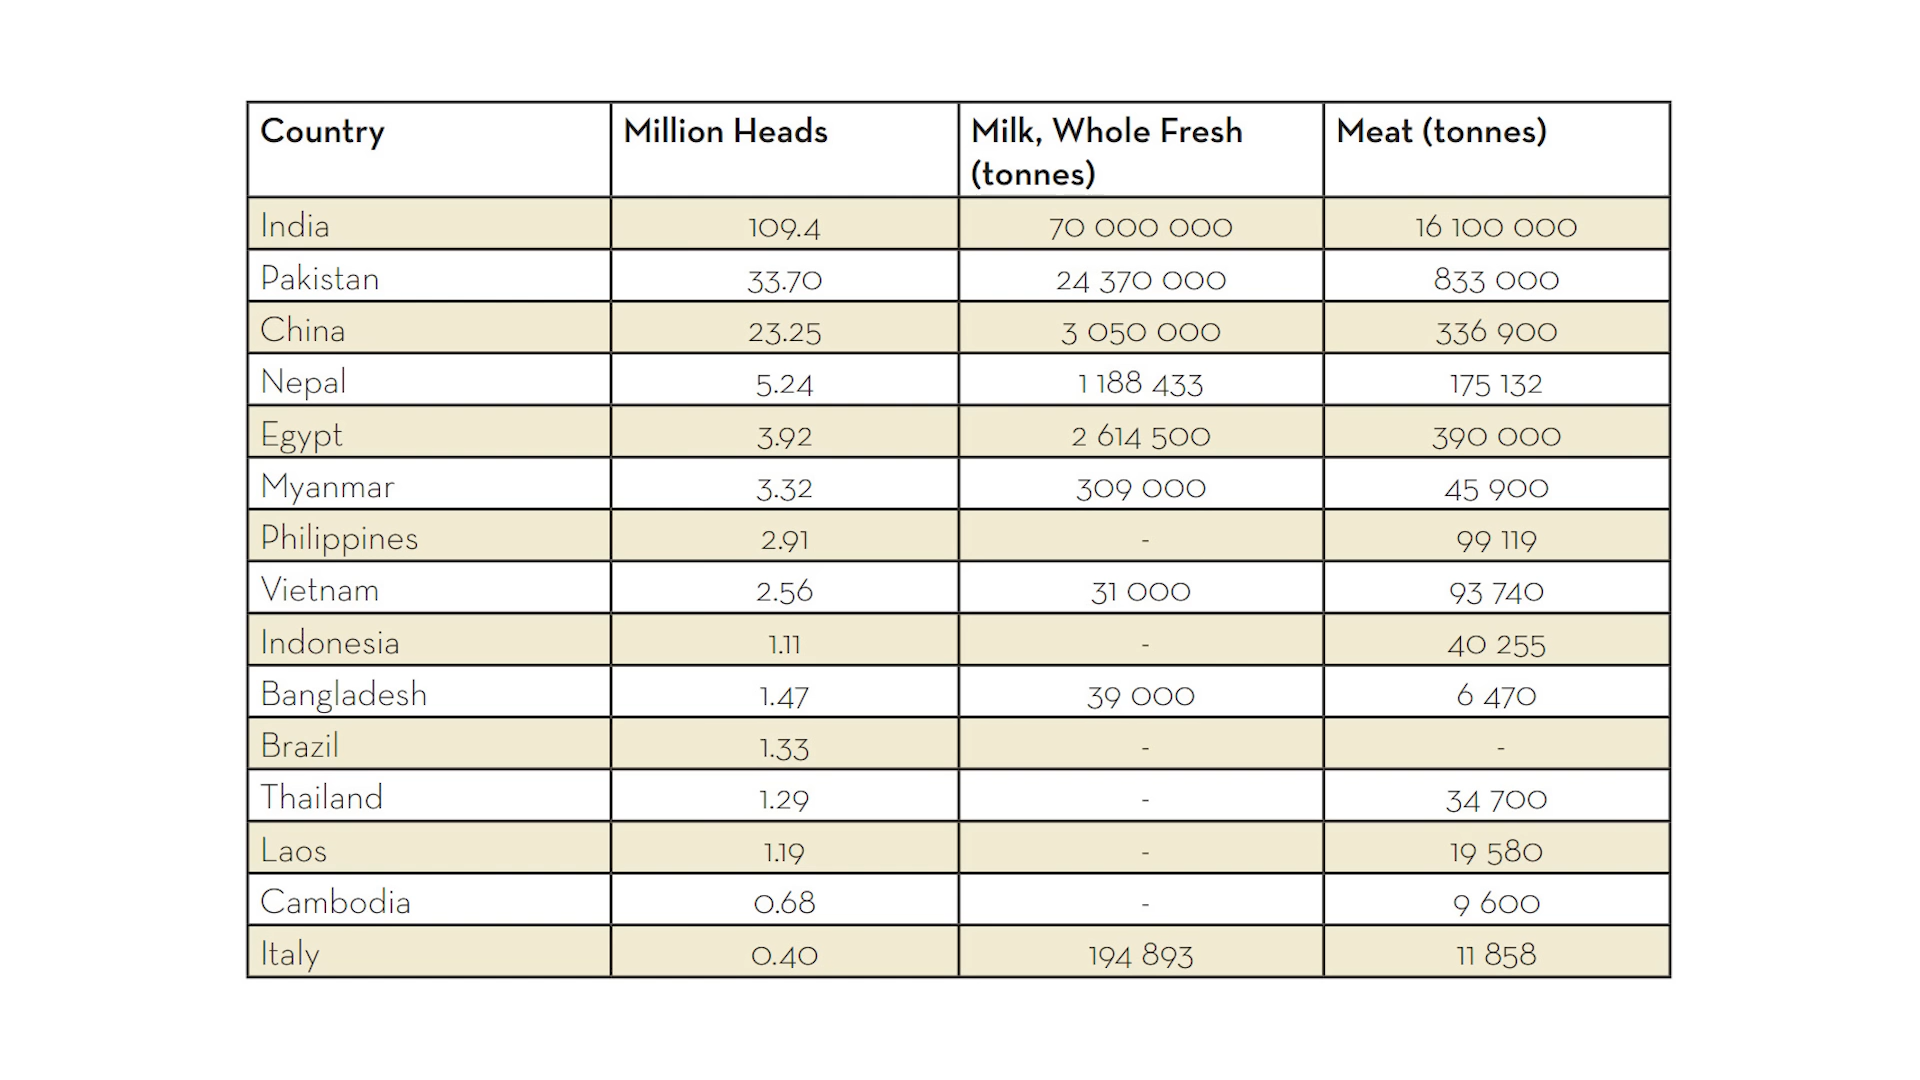 Country Million Heads Milk, Whole Fresh (tonnes) Meat (tonnes)
India 109.4 70 000 000 16 100 000
Pakistan 33.70 24 370 000 833 000
China 23.25 3 050 000 336 900
Nepal 5.24 1 188 433 175 132
Egypt 3.92 2 614 500 390 000
Myanmar 3.32 309 000 45 900
Philippines 2.91 - 99 119
Vietnam 2.56 31 000 93 740
Indonesia 1.11 - 40 255
Bangladesh 1.47 39 000 6 470
Brazil 1.33 - -
Thailand 1.29 - 34 700
Laos 1.19 - 19 580
Cambodia 0.68 - 9 600
Italy 0.40 194 893 11 858